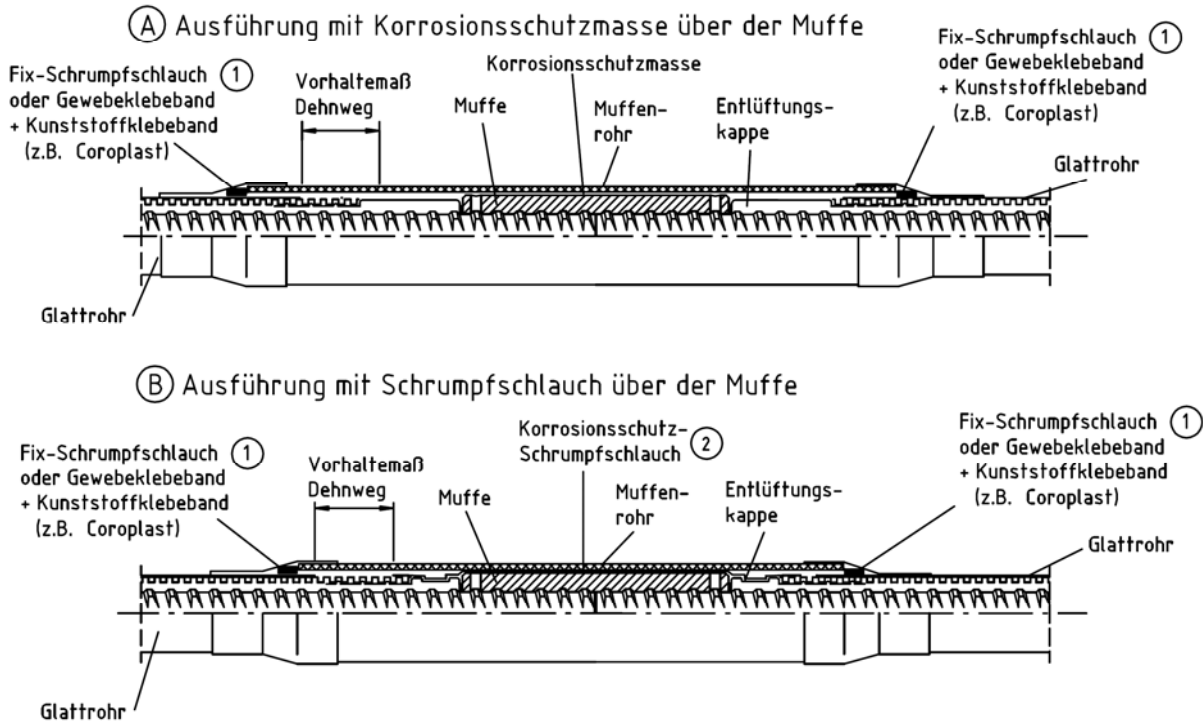 A Ausführung mit Korrosionsschutzmasse über der Muffe
Fix-Schrumpfschlauch 1
oder Gewebeklebeband
+ Kunststoffklebeband
(z.B. Coroplast)
Vorhaltemaß
Dehnweg
Korrosionsschutzmasse
Muffe
Muffen-
rohr
Entlüftungs-
kappe
Fix-Schrumpfschlauch 1
oder Gewebeklebeband
+ Kunststoffklebeband
(z.B. Coroplast)
Glattrohr
Glattrohr
B Ausführung mit Schrumpfschlauch über der Muffe
Fix-Schrumpfschlauch 1
oder Gewebeklebeband
+ Kunststoffklebeband
(z.B. Coroplast)
Vorhaltemaß
Dehnweg
Korrosionsschutz-
Schrumpfschlauch 2
Muffe
Muffen-
rohr
Entlüftungs-
kappe
Fix-Schrumpfschlauch 1
oder Gewebeklebeband
+ Kunststoffklebeband
(z.B. Coroplast)
Glattrohr
Glattrohr